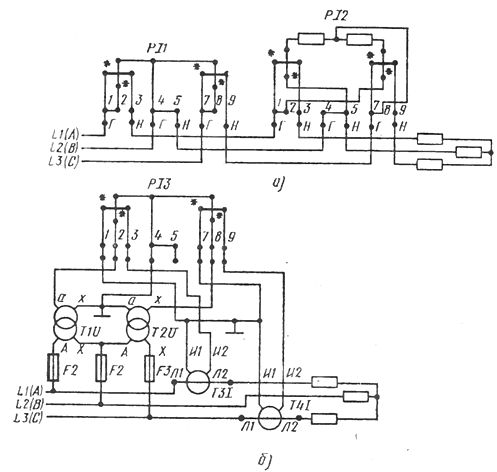 PI1
PI2
* * * *
* * * *
1 2 3 4 5 7 8 9
1 2 3 4 5 7 8 9
Г Н Г Н Г Н
Г Н Г Н Г Н
L1(A)
L2(B)
L3(C)
а)
PI3
* * * *
1 2 3 4 5 7 8 9
a x a x
T1U T2U
A X A X
F2 F2 F3
И1 И2 И1 И2
Л1 Л2
T3I
L1(A)
L2(B)
L3(C)
T4I
Л1 Л2
б)